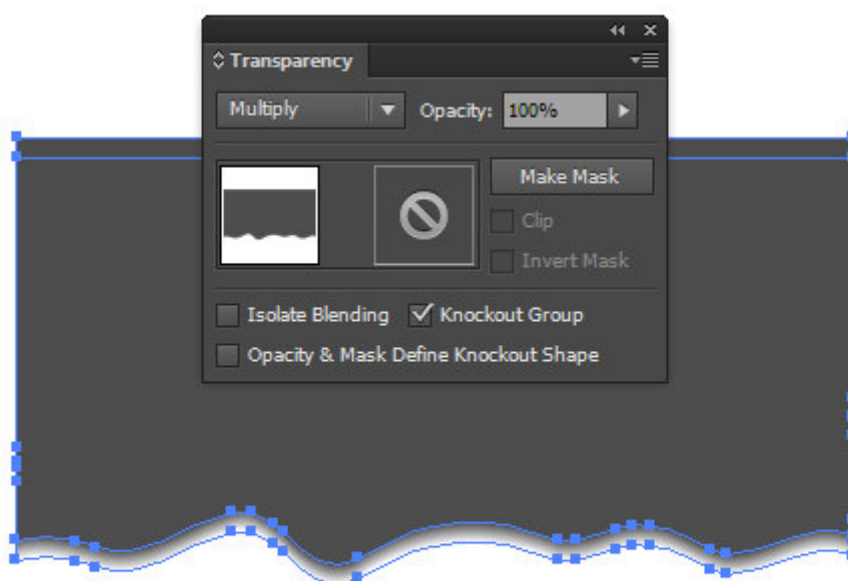 Transparency
Multiply Opacity: 100%
Make Mask
Clip
Invert Mask
Isolate Blending Knockout Group
Opacity & Mask Define Knockout Shape